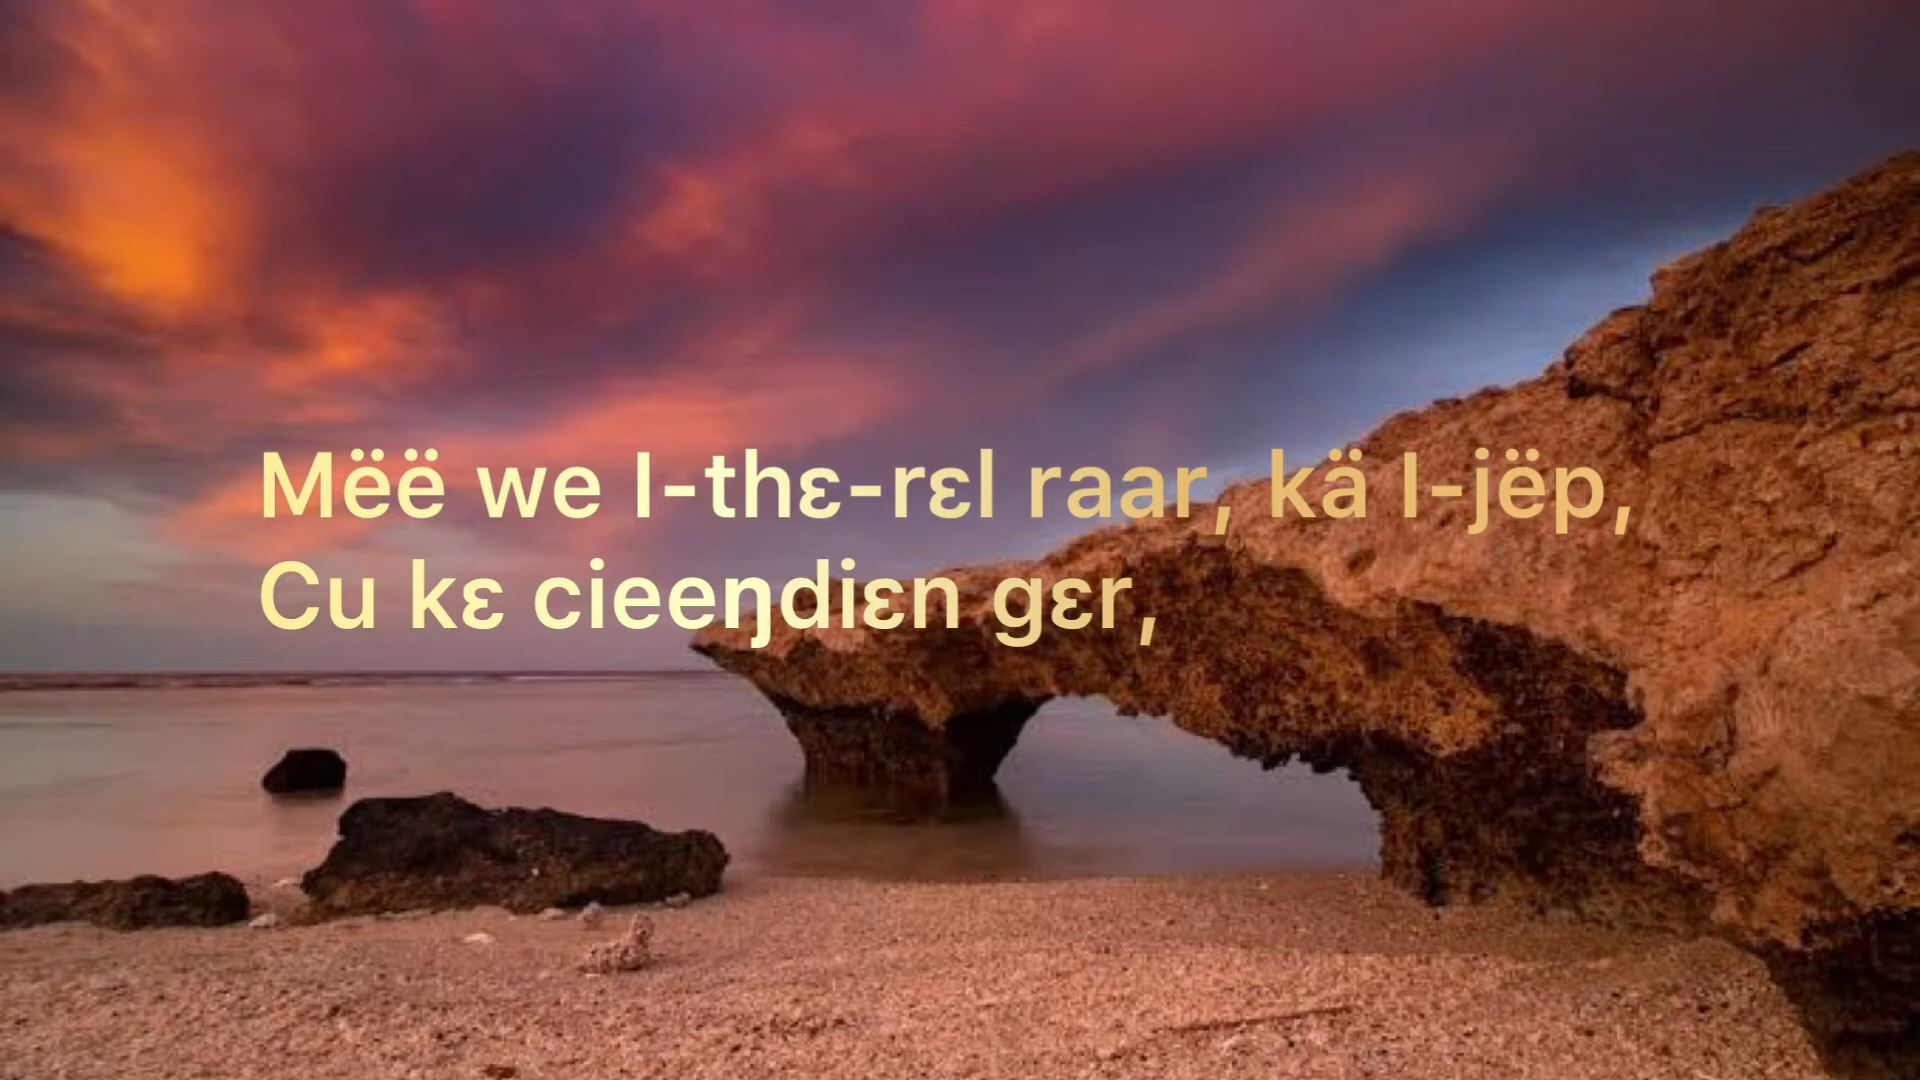 Mëë we I-thɛ-rɛl raar, kä I-jëp,
Cu kɛ cieeŋdiɛn gɛr,